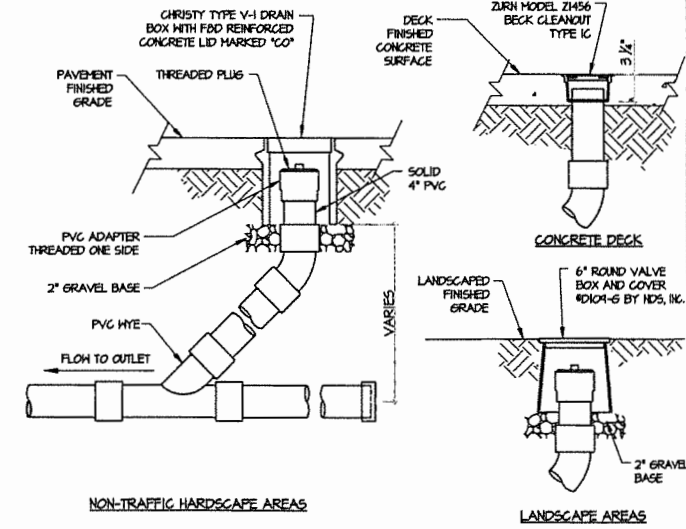 CHRISTY TYPE V-1 DRAIN
BOX WITH F8D REINFORCED
CONCRETE LID MARKED "CO"
PAVEMENT
FINISHED
GRADE
THREADED PLUG
SOLID
4" PVC
PVC ADAPTER
THREADED ONE SIDE
2" GRAVEL BASE
PVC WYE
FLOW TO OUTLET
VARIES
NON-TRAFFIC HARDSCAPE AREAS
ZURN MODEL Z1456
BECK CLEANOUT
TYPE 1C
DECK
FINISHED
CONCRETE
SURFACE
3 1/4"
CONCRETE DECK
LANDSCAPED
FINISHED
GRADE
6" ROUND VALVE
BOX AND COVER
#D109-G BY NDS, INC.
2" GRAVEL
BASE
LANDSCAPE AREAS